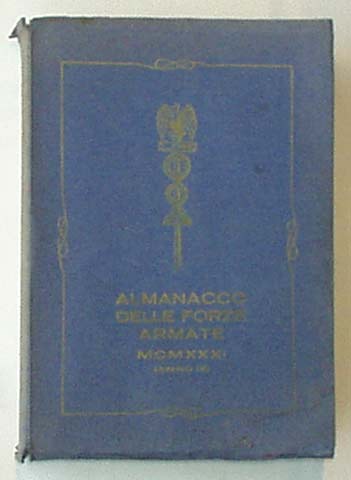 ALMANACCO
DELLE FORZE
ARMATE
MCMXXXI